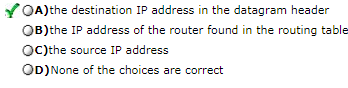 A)the destination IP address in the datagram header
B)the IP address of the router found in the routing table
C)the source IP address
D)None of the choices are correct